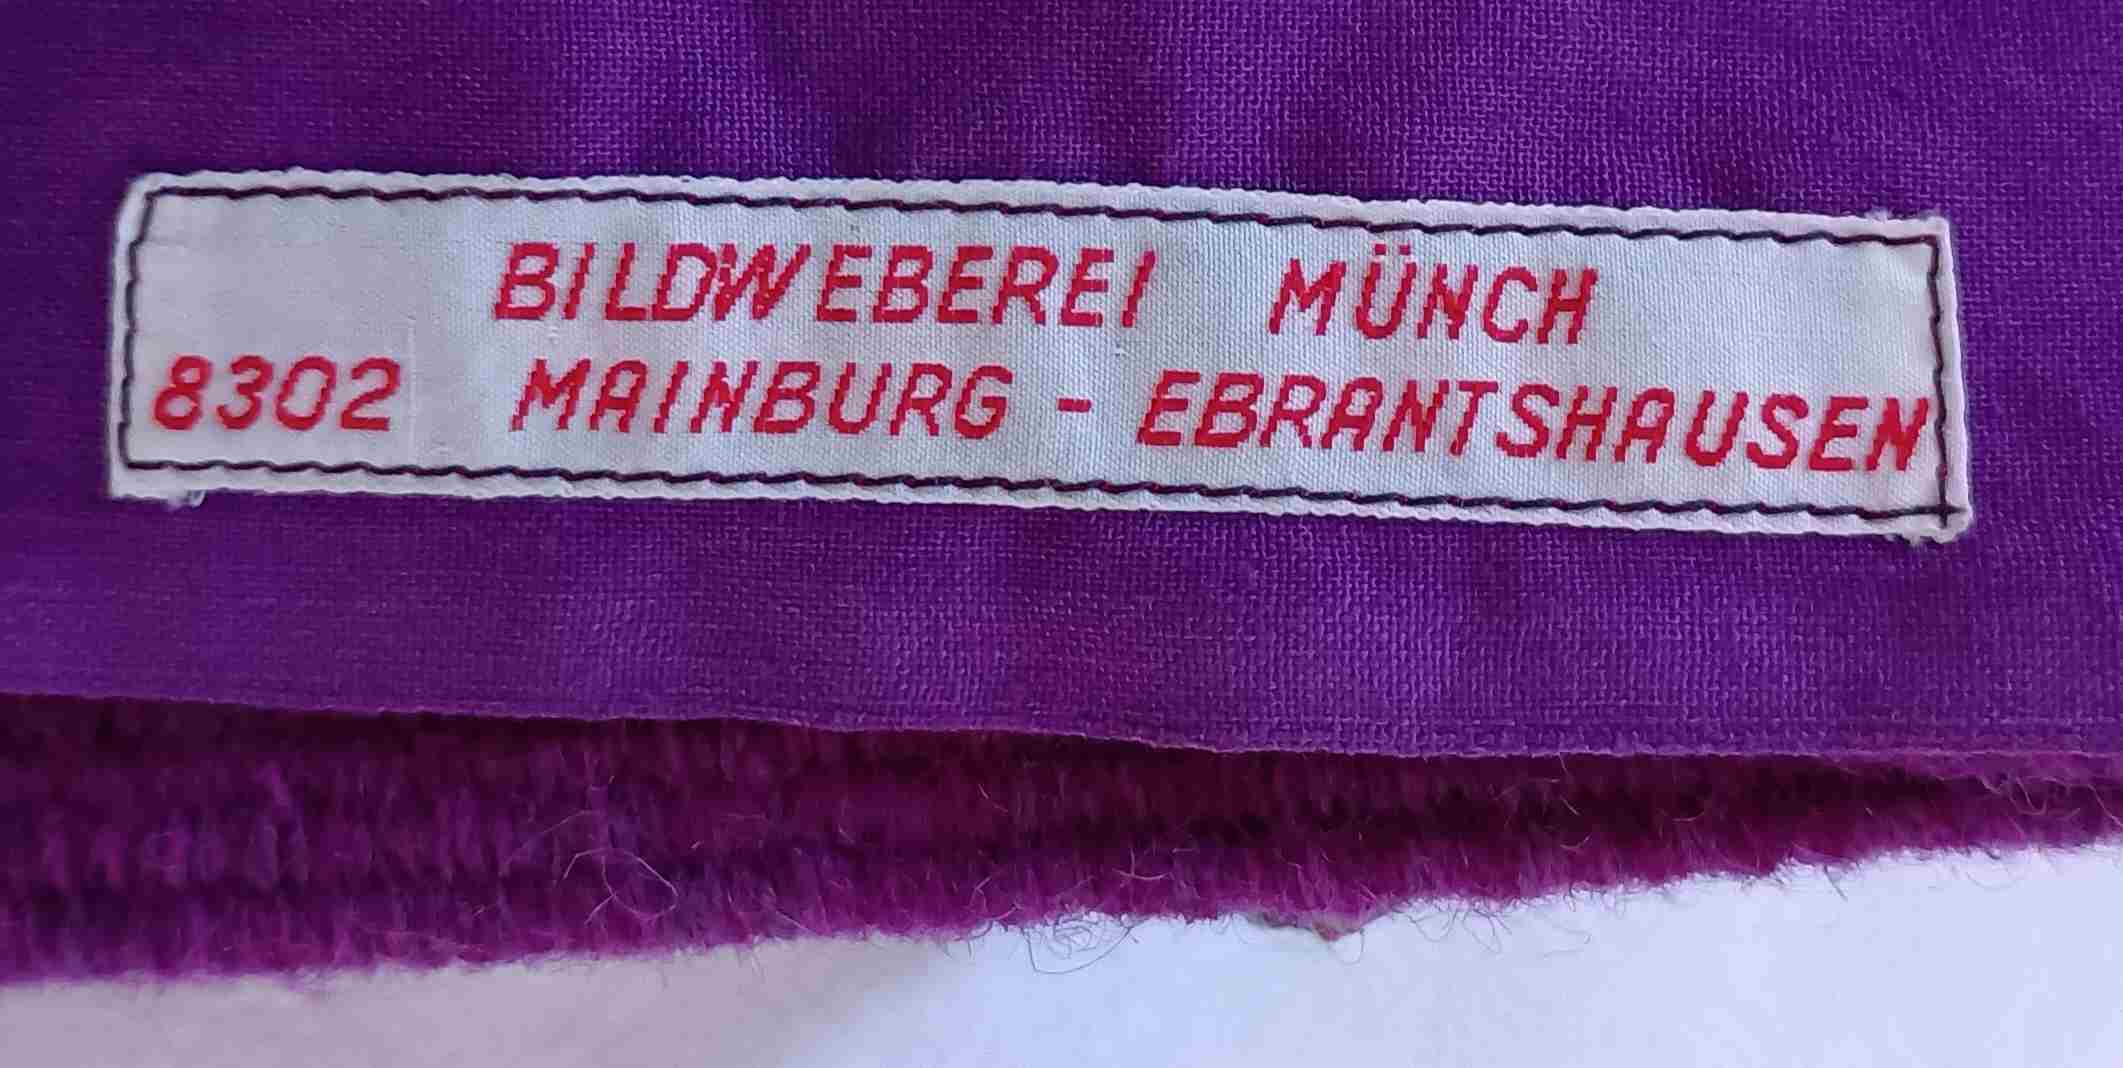 BILDWEBEREI MÜNCH
8302 MAINBURG - EBRANTSHAUSEN